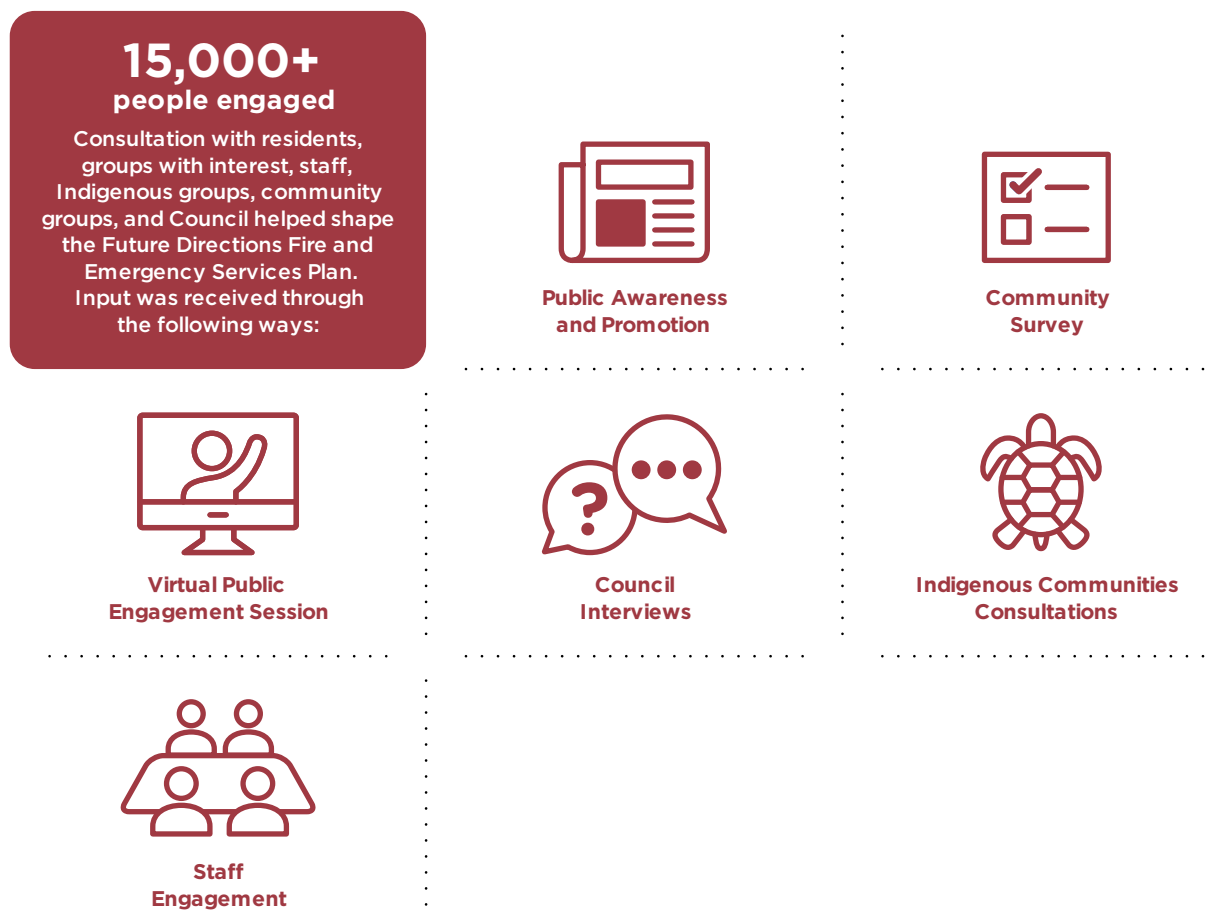 15,000+
people engaged
Consultation with residents,
groups with interest, staff,
Indigenous groups, community
groups, and Council helped shape
the Future Directions Fire and
Emergency Services Plan.
Input was received through
the following ways:
Public Awareness
and Promotion
Community
Survey
Virtual Public
Engagement Session
?
Council
Interviews
Indigenous Communities
Consultations
Staff
Engagement